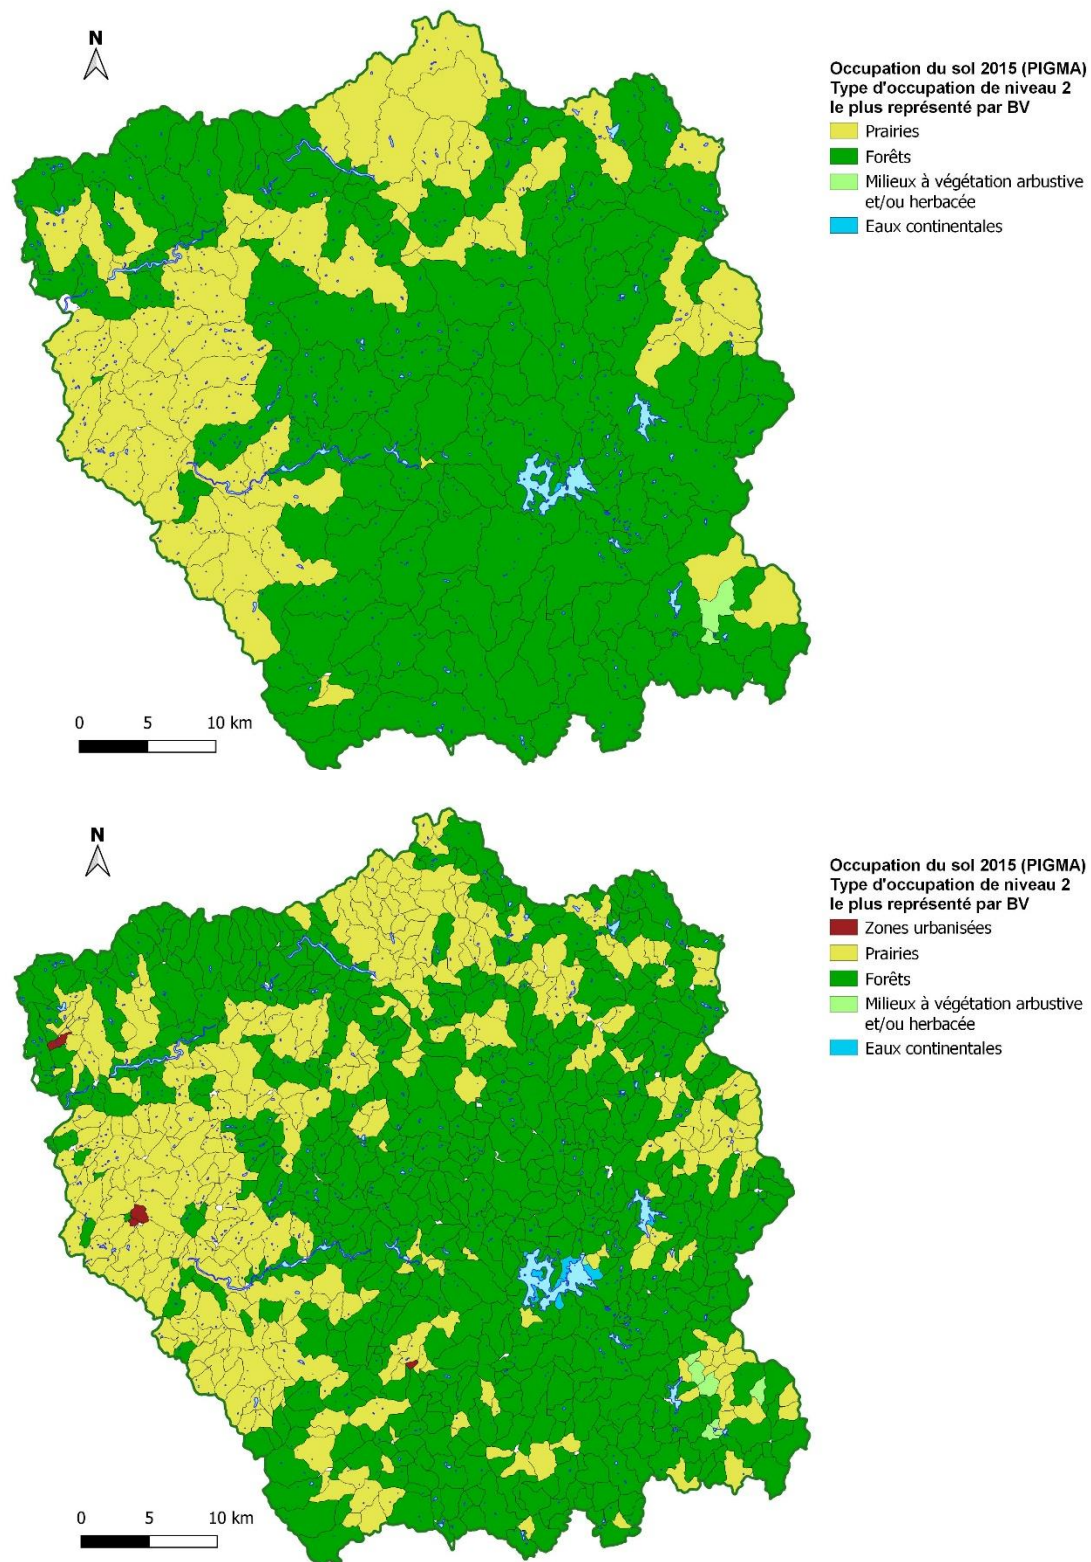 N
Occupation du sol 2015 (PIGMA)
Type d'occupation de niveau 2
le plus représenté par BV
Prairies
Forêts
Milieux à végétation arbustive
et/ou herbacée
Eaux continentales
0 5 10 km
N
Occupation du sol 2015 (PIGMA)
Type d'occupation de niveau 2
le plus représenté par BV
Zones urbanisées
Prairies
Forêts
Milieux à végétation arbustive
et/ou herbacée
Eaux continentales
0 5 10 km